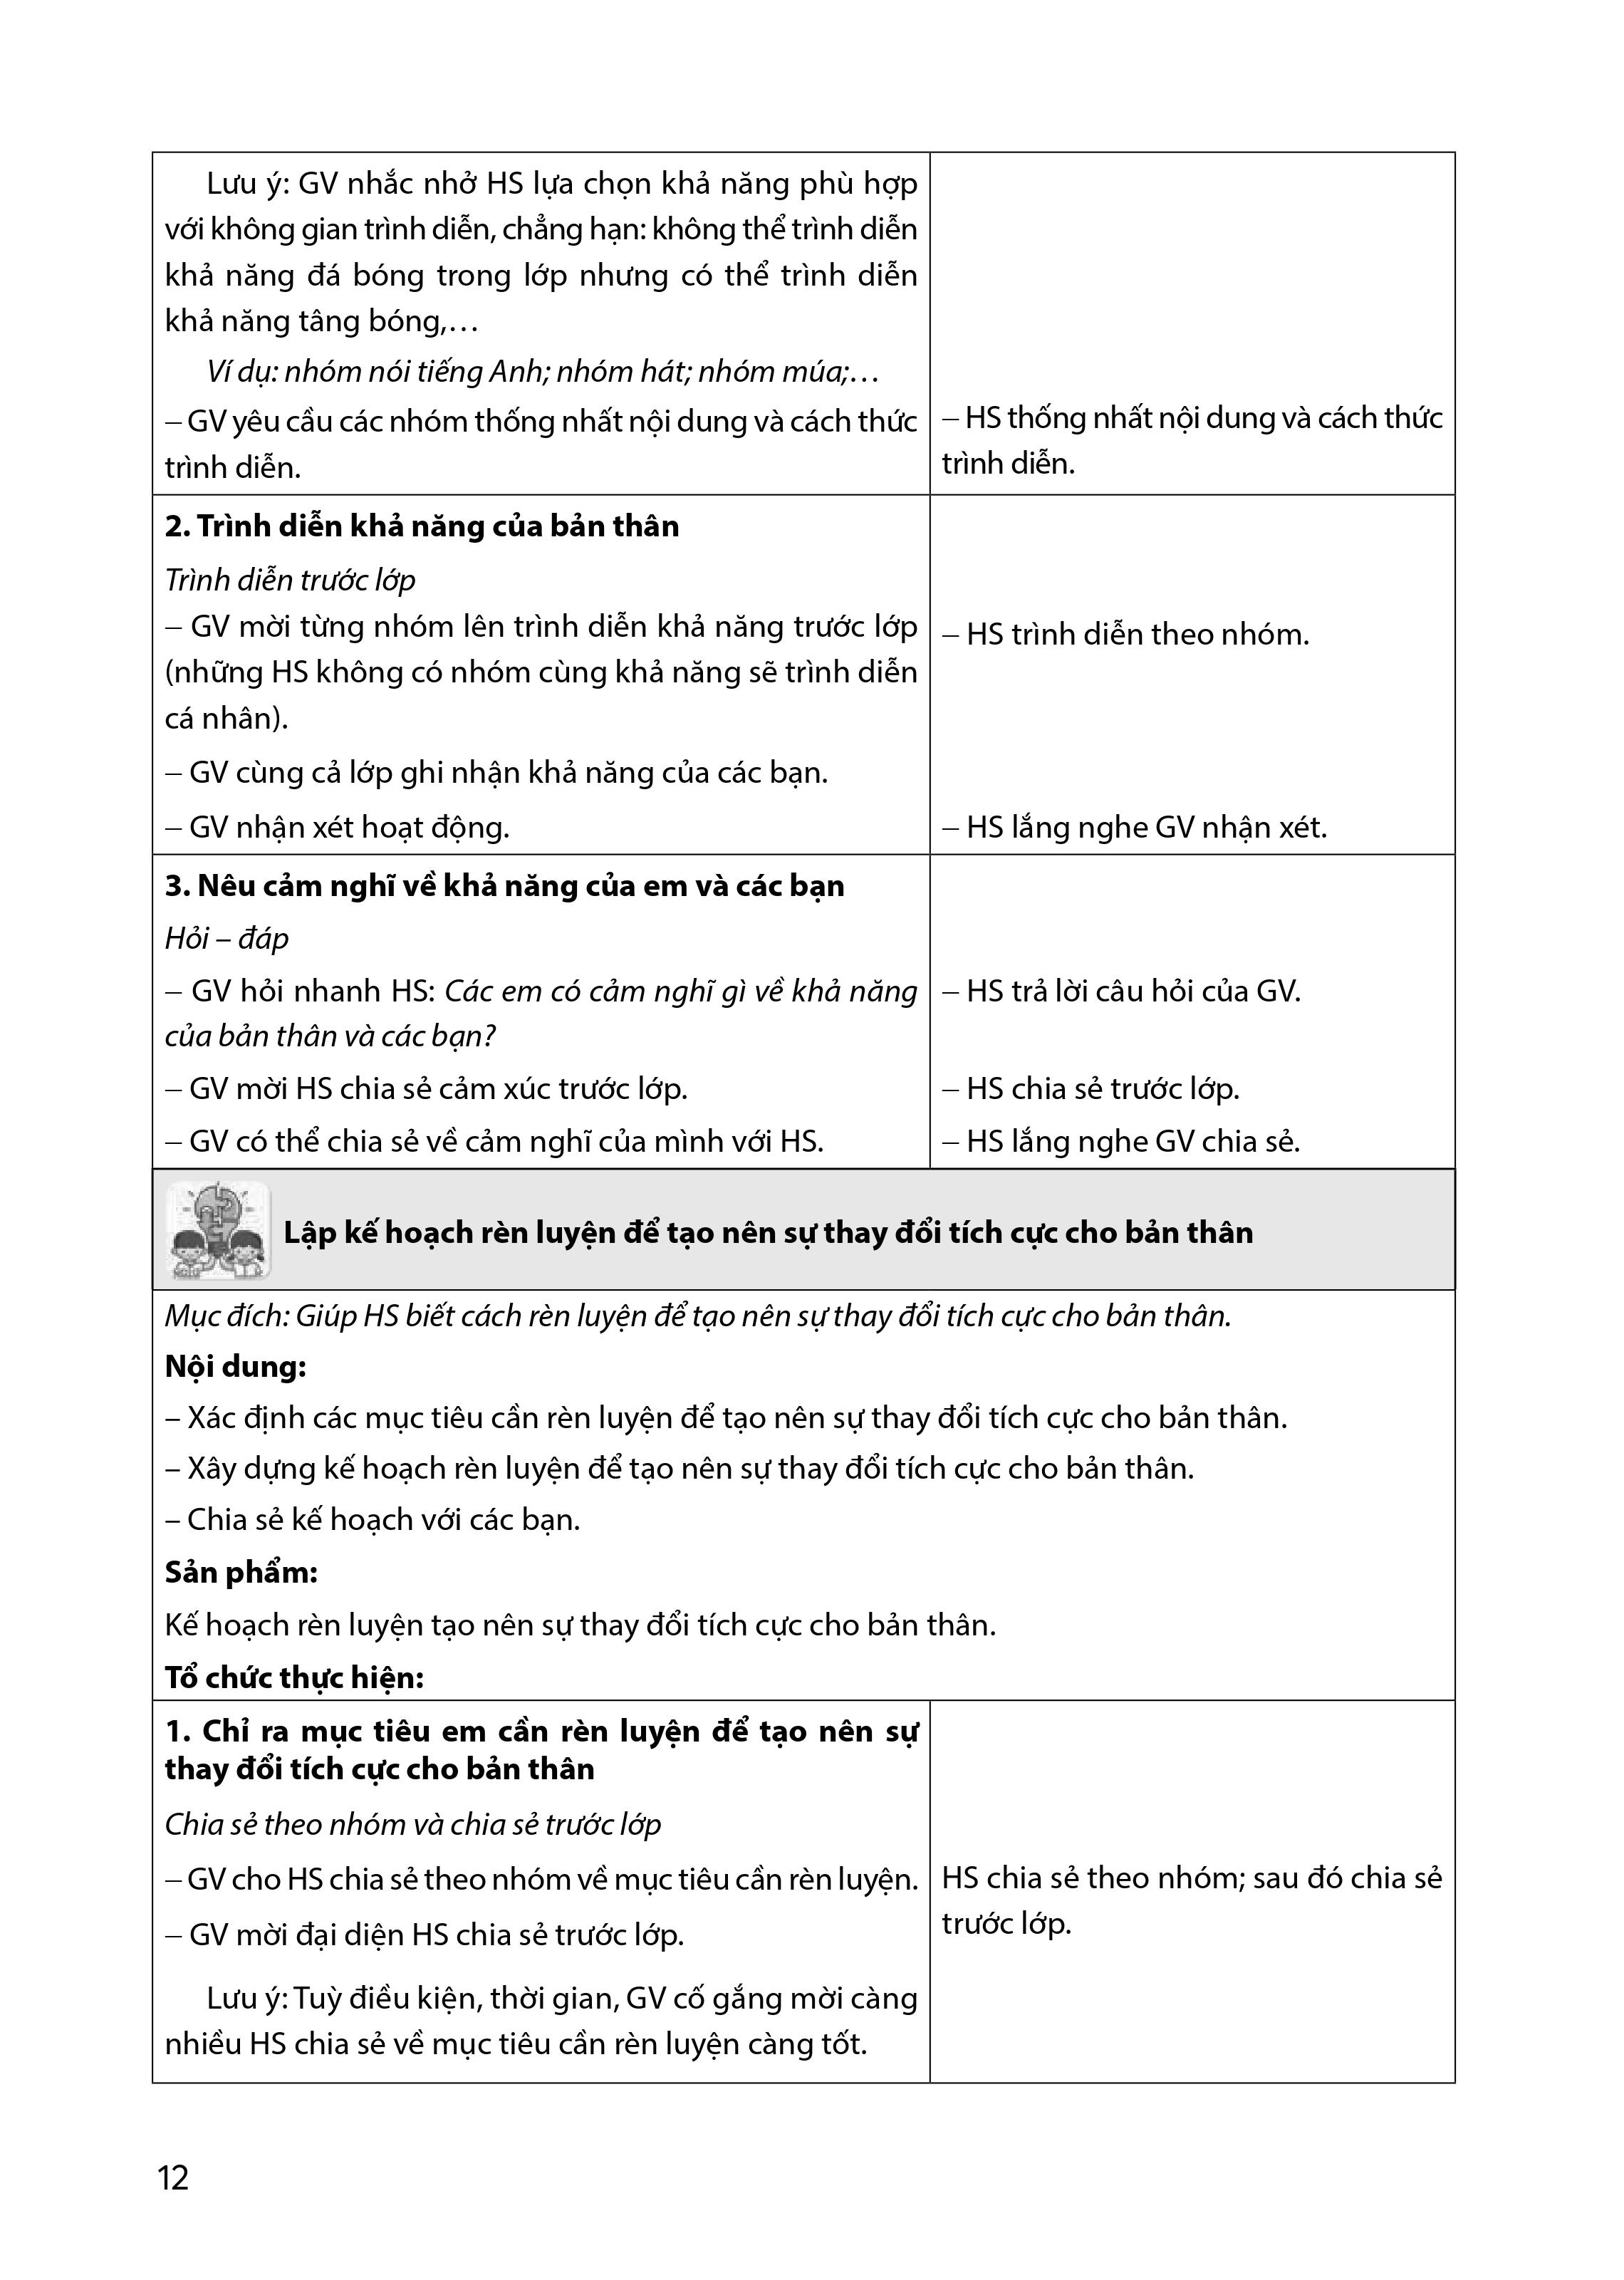 Lưu ý: GV nhắc nhở HS lựa chọn khả năng phù hợp
với không gian trình diễn, chẳng hạn: không thể trình diễn
khả năng đá bóng trong lớp nhưng có thể trình diễn
khả năng tâng bóng,…
Ví dụ: nhóm nói tiếng Anh; nhóm hát; nhóm múa;…
– GV yêu cầu các nhóm thống nhất nội dung và cách thức
trình diễn.
– HS thống nhất nội dung và cách thức
trình diễn.
2. Trình diễn khả năng của bản thân
Trình diễn trước lớp
– GV mời từng nhóm lên trình diễn khả năng trước lớp
(những HS không có nhóm cùng khả năng sẽ trình diễn
cá nhân).
– GV cùng cả lớp ghi nhận khả năng của các bạn.
– GV nhận xét hoạt động.
– HS trình diễn theo nhóm.
– HS lắng nghe GV nhận xét.
3. Nêu cảm nghĩ về khả năng của em và các bạn
Hỏi – đáp
– GV hỏi nhanh HS: Các em có cảm nghĩ gì về khả năng
của bản thân và các bạn?
– GV mời HS chia sẻ cảm xúc trước lớp.
– GV có thể chia sẻ về cảm nghĩ của mình với HS.
– HS trả lời câu hỏi của GV.
– HS chia sẻ trước lớp.
– HS lắng nghe GV chia sẻ.
Lập kế hoạch rèn luyện để tạo nên sự thay đổi tích cực cho bản thân
Mục đích: Giúp HS biết cách rèn luyện để tạo nên sự thay đổi tích cực cho bản thân.
Nội dung:
– Xác định các mục tiêu cần rèn luyện để tạo nên sự thay đổi tích cực cho bản thân.
– Xây dựng kế hoạch rèn luyện để tạo nên sự thay đổi tích cực cho bản thân.
– Chia sẻ kế hoạch với các bạn.
Sản phẩm:
Kế hoạch rèn luyện tạo nên sự thay đổi tích cực cho bản thân.
Tổ chức thực hiện:
1. Chỉ ra mục tiêu em cần rèn luyện để tạo nên sự
thay đổi tích cực cho bản thân
Chia sẻ theo nhóm và chia sẻ trước lớp
– GV cho HS chia sẻ theo nhóm về mục tiêu cần rèn luyện.
– GV mời đại diện HS chia sẻ trước lớp.
Lưu ý: Tuỳ điều kiện, thời gian, GV cố gắng mời càng
nhiều HS chia sẻ về mục tiêu cần rèn luyện càng tốt.
HS chia sẻ theo nhóm; sau đó chia sẻ
trước lớp.
12